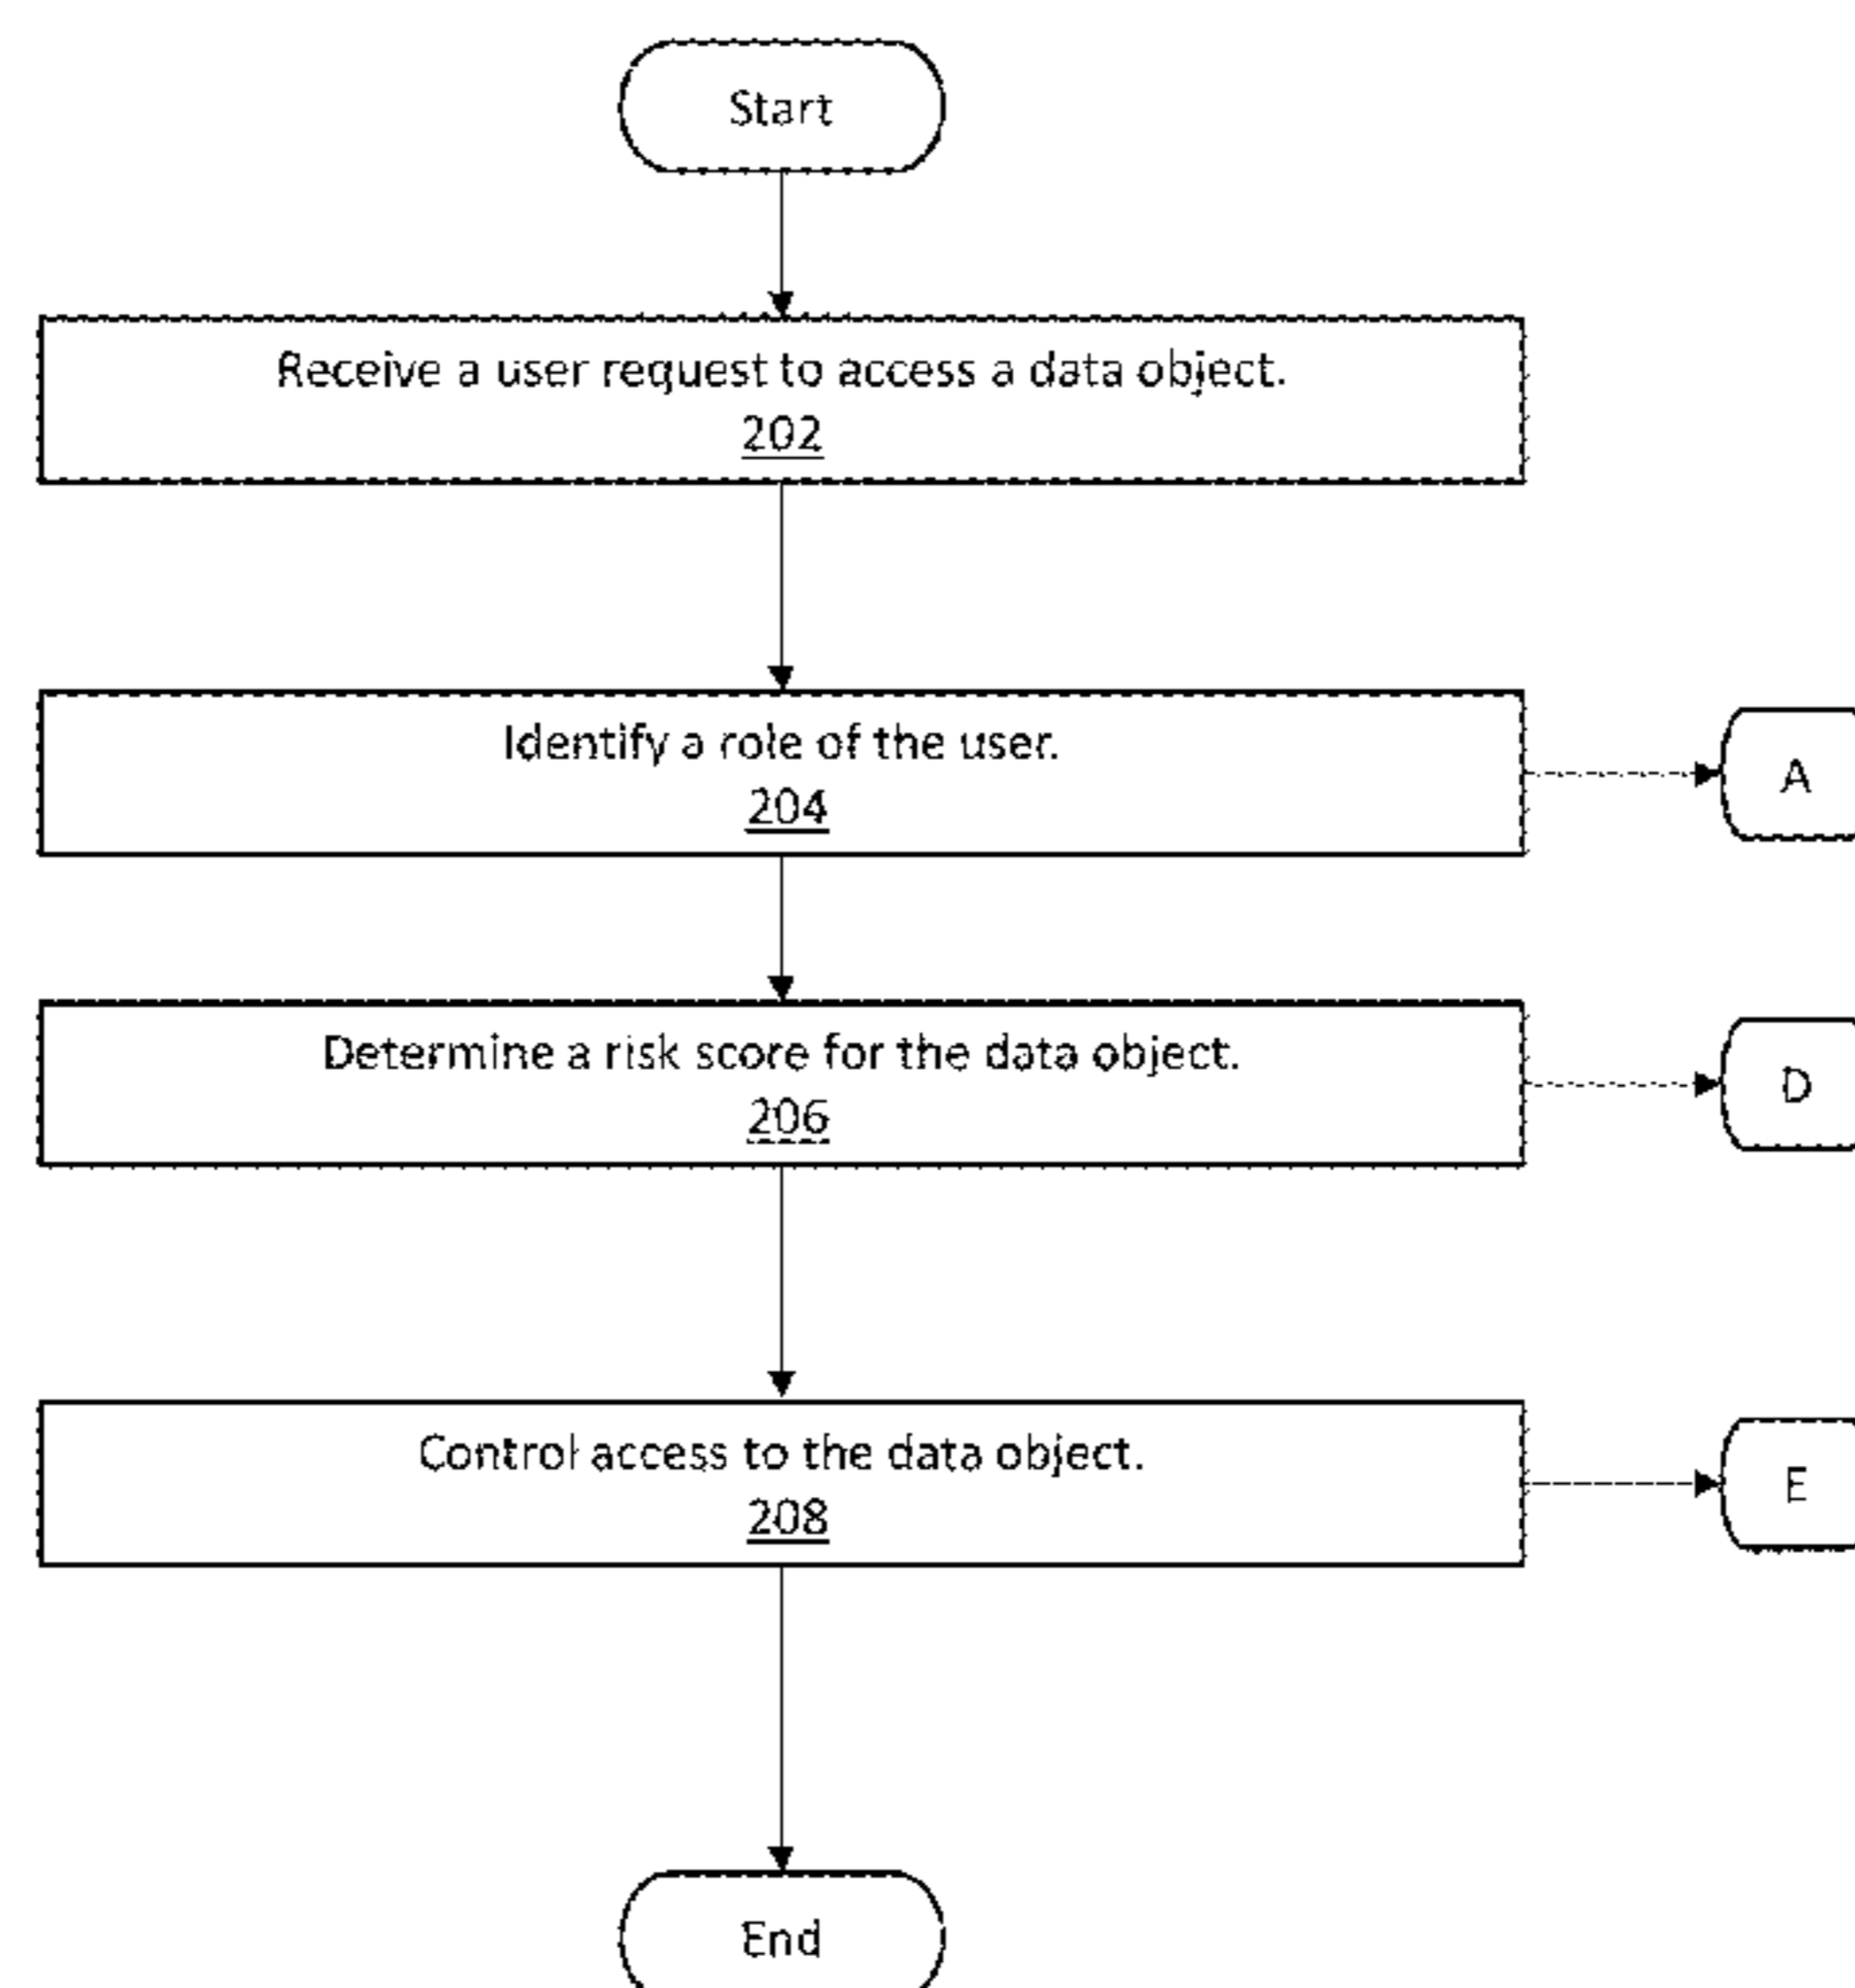 Start
Receive a user request to access a data object.
202
Identify a role of the user.
204
A
Determine a risk score for the data object.
206
D
Control access to the data object.
208
E
End